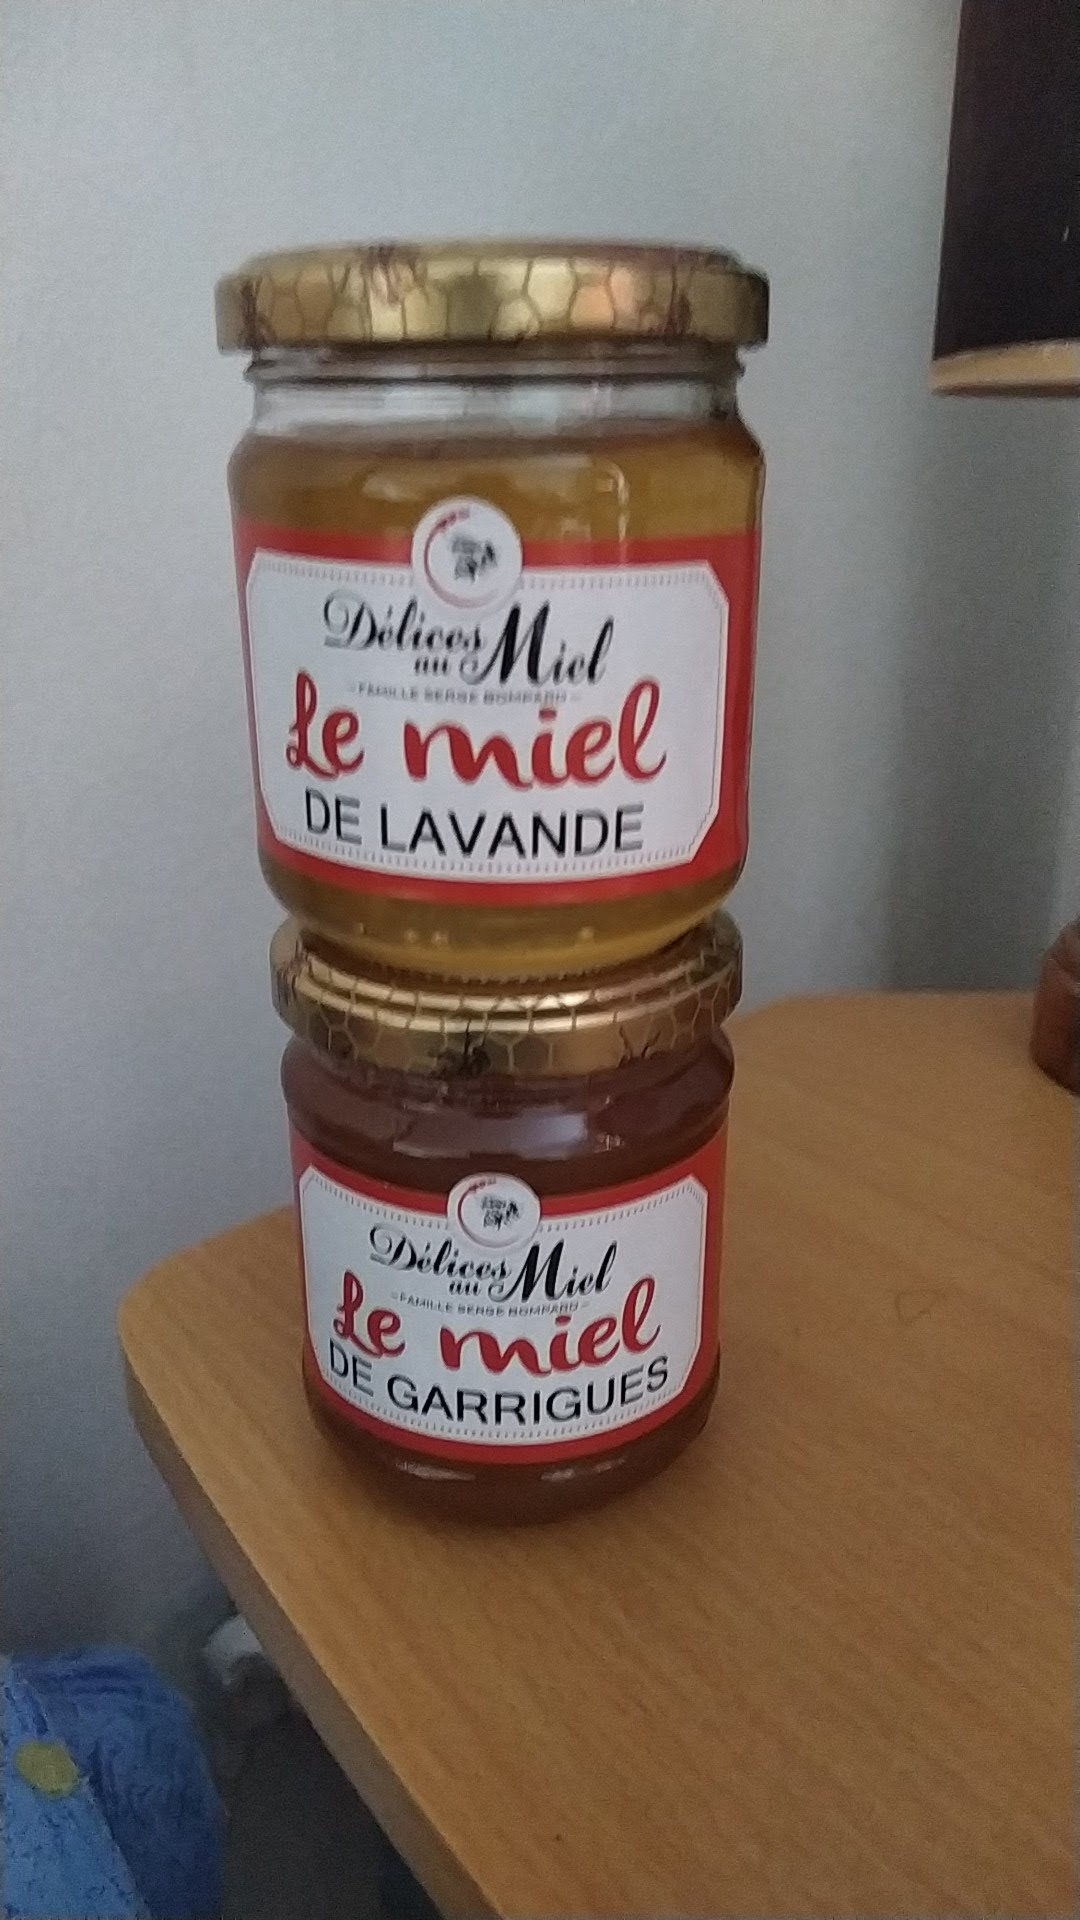 Délices
au Miel
- FAMILLE SERGE BOMPARD -
Le miel
DE LAVANDE
Délices
au Miel
- FAMILLE SERGE BOMPARD -
Le miel
DE GARRIGUES